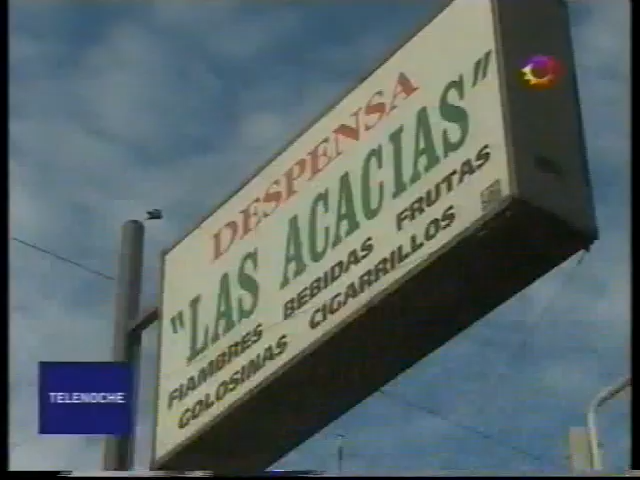 DESPENSA
"LAS ACACIAS"
FIAMBRES BEBIDAS FRUTAS
GOLOSINAS CIGARRILLOS
TELENOCHE